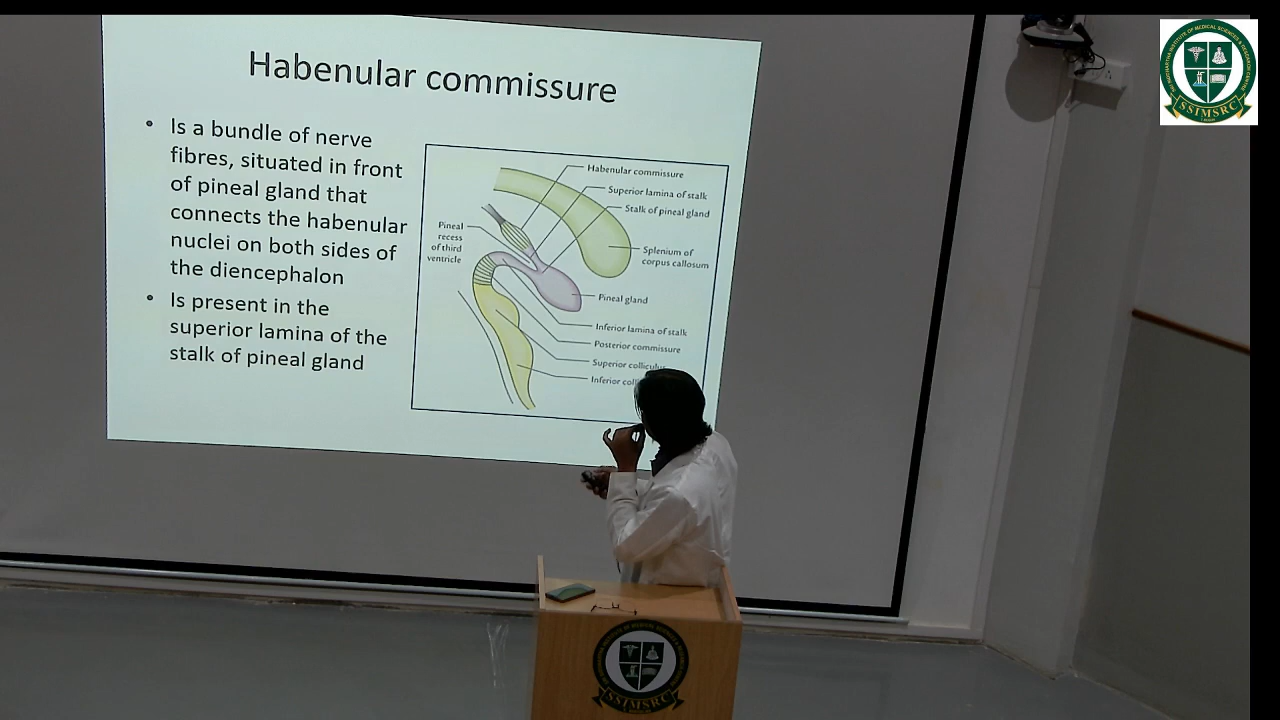 Habenular commissure
• Is a bundle of nerve
fibres, situated in front
of pineal gland that
connects the habenular
nuclei on both sides of
the diencephalon
• Is present in the
superior lamina of the
stalk of pineal gland
Habenular commissure
Superior lamina of stalk
Stalk of pineal gland
Pineal
recess
of third
ventricle
Splenium of
corpus callosum
Pineal gland
Inferior lamina of stalk
Posterior commissure
Superior colliculus
Inferior
SSIMSRC
SSIMSRC